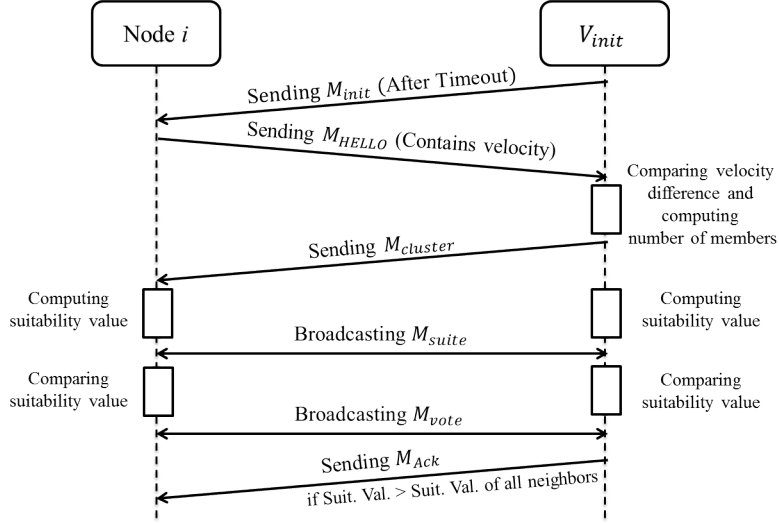 Node i
V_init
Sending M_init (After Timeout)
Sending M_HELLO (Contains velocity)
Comparing velocity
difference and
computing
number of members
Sending M_cluster
Computing
suitability value
Computing
suitability value
Broadcasting M_suite
Comparing
suitability value
Comparing
suitability value
Broadcasting M_vote
Sending M_Ack
if Suit. Val. > Suit. Val. of all neighbors